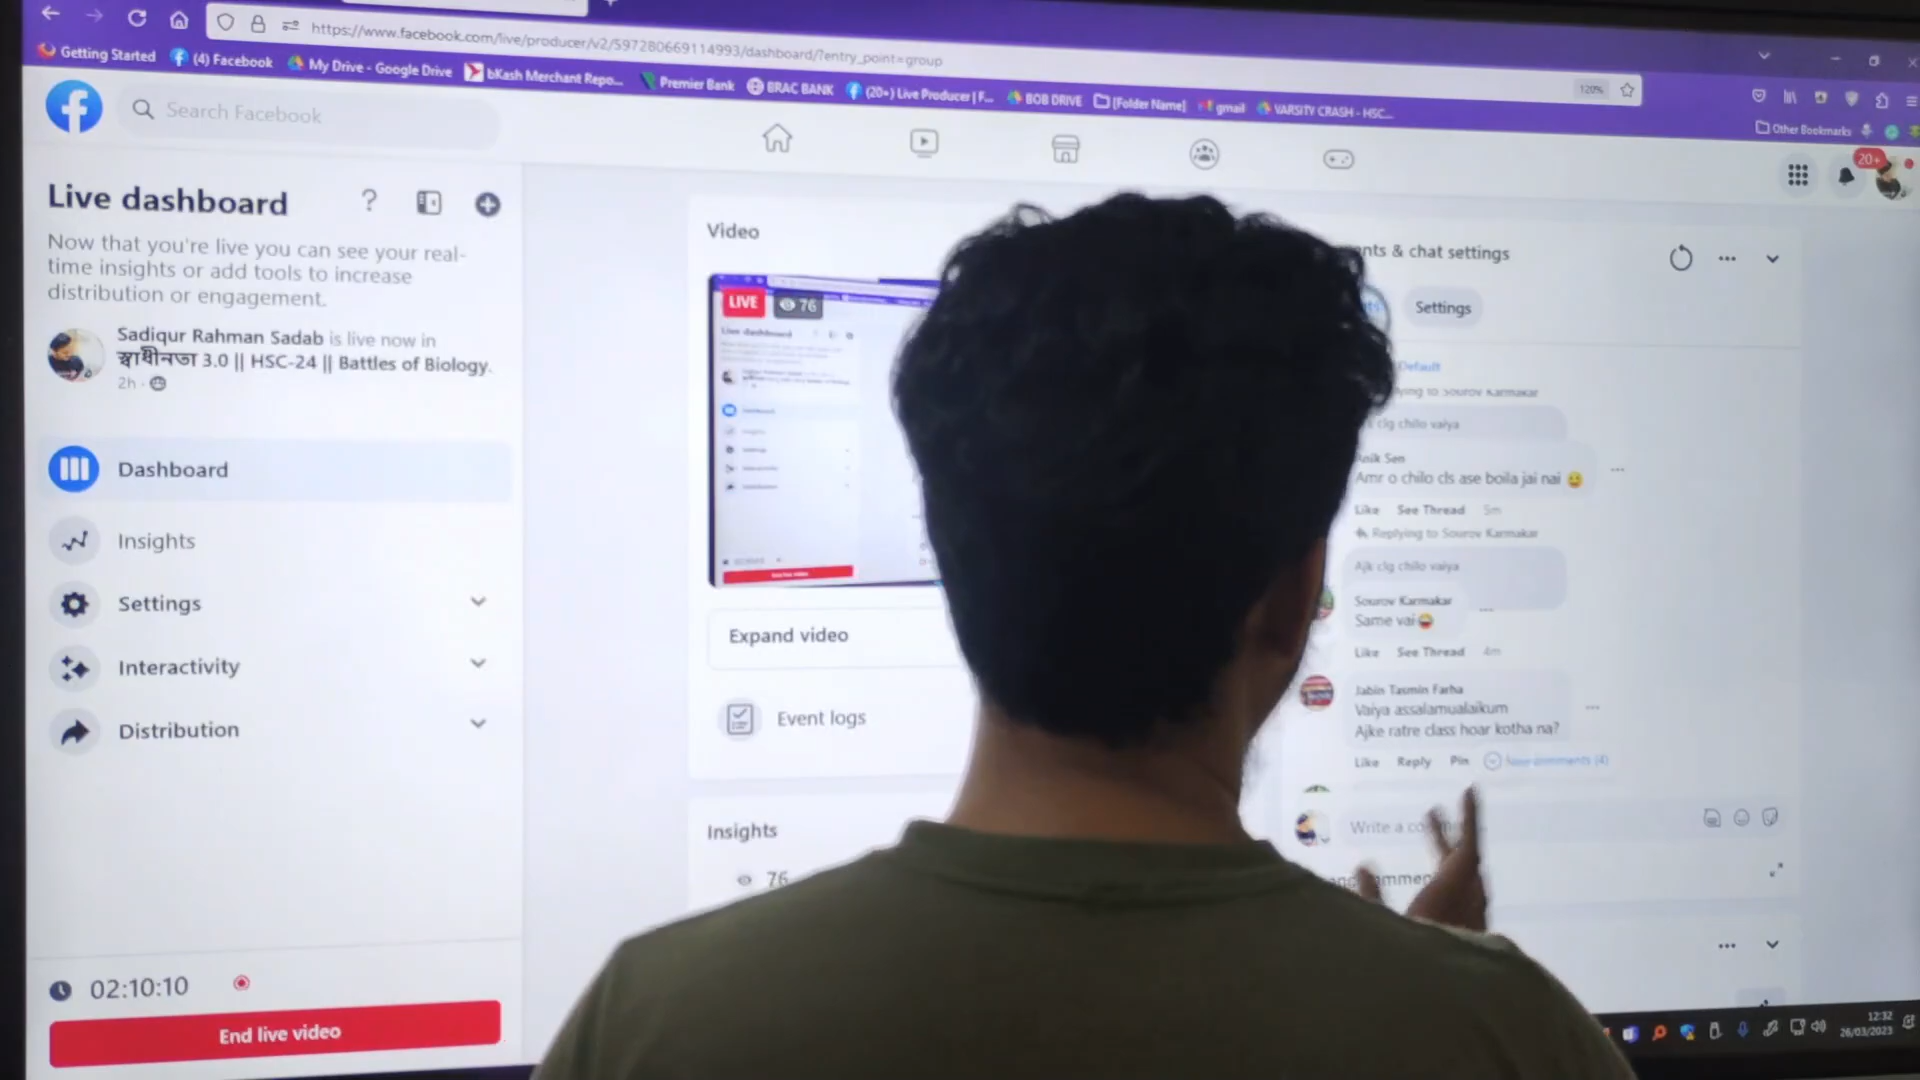 https://www.facebook.com/live/producer/v2/597280669114993/dashboard/?entry_point=group
120%
Getting Started
(4) Facebook
My Drive - Google Drive
bKash Merchant Repo...
Premier Bank
BRAC BANK
(20+) Live Producer | F...
BOB DRIVE
[Folder Name]
gmail
VARSITY CRASH - HSC...
Other Bookmarks
Search Facebook
20+
Live dashboard
Now that you're live you can see your real-
time insights or add tools to increase
distribution or engagement.
Sadiqur Rahman Sadab is live now in
স্বাধীনতা 3.0 || HSC-24 || Battles of Biology.
2h
Dashboard
Insights
Settings
Interactivity
Distribution
02:10:10
End live video
Video
LIVE
76
Live dashboard
Expand video
Event logs
Insights
76
nts & chat settings
Settings
Default
ying to Sourov Karmakar
clg chilo vaiya
Anik Sen
Amr o chilo cls ase boila jai nai
Like See Thread 5m
Replying to Sourov Karmakar
Ajk clg chilo vaiya
Sourov Karmakar
Same vai
Like See Thread 4m
Jabin Tasmin Farha
Vaiya assalamualaikum
Ajke ratre class hoar kotha na?
Like Reply Pin New comments (4)
Write a co
12:32
26/03/2023